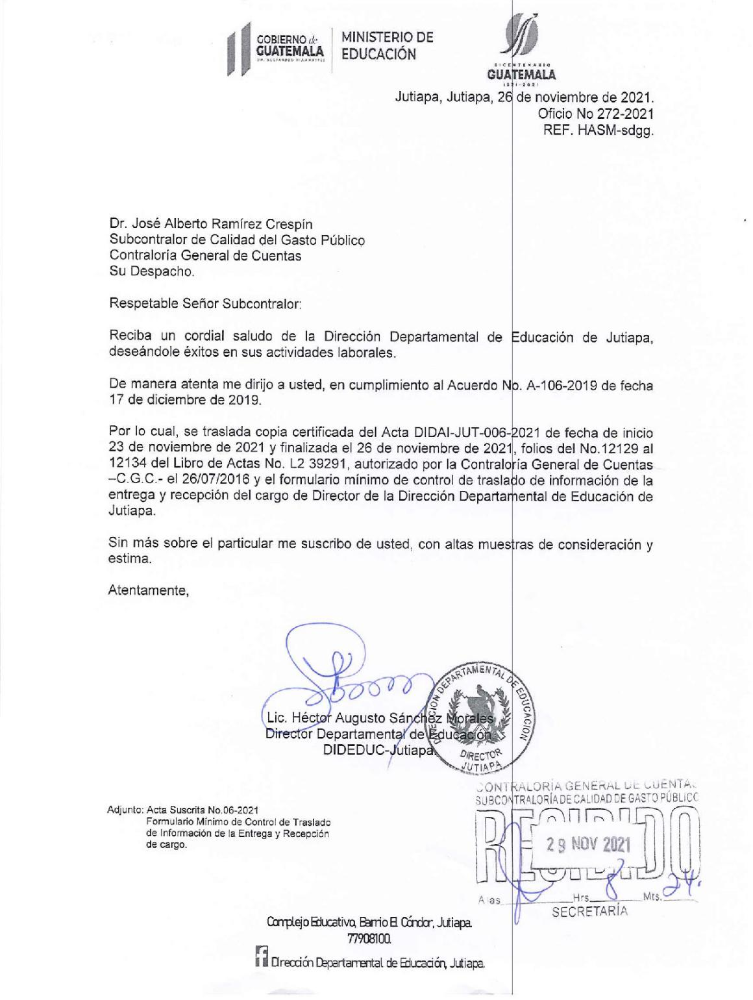 GOBIERNO de
GUATEMALA
DR. ALEJANDRO GIAMMATTEI
MINISTERIO DE
EDUCACIÓN
BICENTENARIO
GUATEMALA
1821-2021
Jutiapa, Jutiapa, 26 de noviembre de 2021.
Oficio No 272-2021
REF. HASM-sdgg.
Dr. José Alberto Ramírez Crespín
Subcontralor de Calidad del Gasto Público
Contraloría General de Cuentas
Su Despacho.
Respetable Señor Subcontralor:
Reciba un cordial saludo de la Dirección Departamental de Educación de Jutiapa,
deseándole éxitos en sus actividades laborales.
De manera atenta me dirijo a usted, en cumplimiento al Acuerdo No. A-106-2019 de fecha
17 de diciembre de 2019.
Por lo cual, se traslada copia certificada del Acta DIDAI-JUT-006-2021 de fecha de inicio
23 de noviembre de 2021 y finalizada el 26 de noviembre de 2021, folios del No.12129 al
12134 del Libro de Actas No. L2 39291, autorizado por la Contraloría General de Cuentas
–C.G.C.- el 26/07/2016 y el formulario mínimo de control de traslado de información de la
entrega y recepción del cargo de Director de la Dirección Departamental de Educación de
Jutiapa.
Sin más sobre el particular me suscribo de usted, con altas muestras de consideración y
estima.
Atentamente,
DIRECCIÓN DEPARTAMENTAL DE EDUCACIÓN
DIRECTOR
JUTIAPA
Lic. Héctor Augusto Sánchez Morales
Director Departamental de Educación
DIDEDUC-Jutiapa.
CONTRALORÍA GENERAL DE CUENTAS
SUBCONTRALORÍA DE CALIDAD DE GASTO PÚBLICO
RECIBIDO
29 NOV 2021
A las Hrs. 8 Mts. 24.
SECRETARÍA
Adjunto: Acta Suscrita No.06-2021
Formulario Mínimo de Control de Traslado
de Información de la Entrega y Recepción
de cargo.
Complejo Educativo, Barrio El Cóndor, Jutiapa.
77908100.
f Dirección Departamental de Educación, Jutiapa.